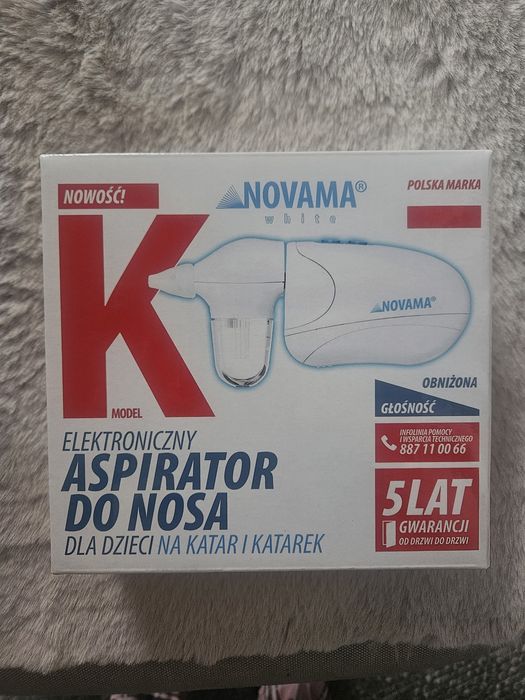 NOWOŚĆ!
NOVAMA®
white
POLSKA MARKA
K
MODEL
NOVAMA®
OBNIŻONA
GŁOŚNOŚĆ
INFOLINIA POMOCY
I WSPARCIA TECHNICZNEGO
887 11 00 66
ELEKTRONICZNY
ASPIRATOR
DO NOSA
DLA DZIECI NA KATAR I KATAREK
5 LAT
GWARANCJI
OD DRZWI DO DRZWI